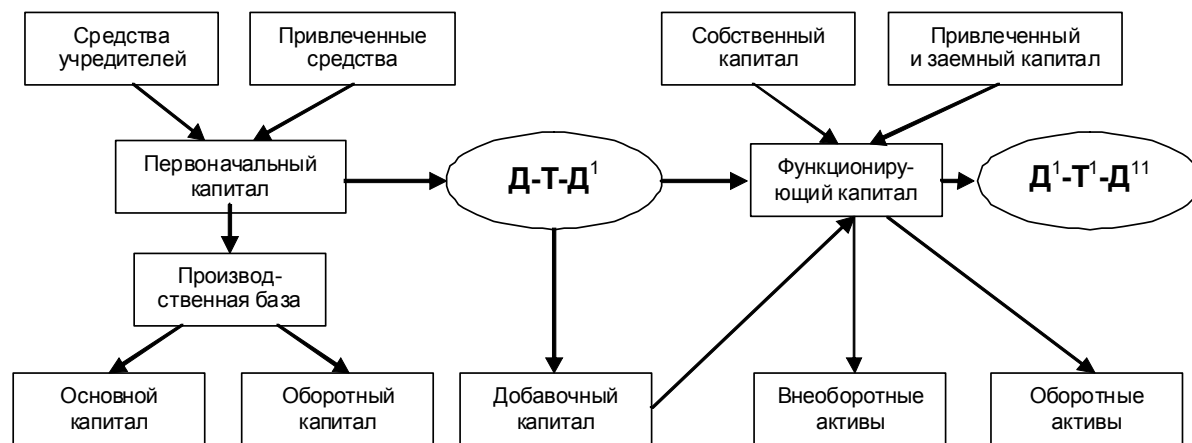 Средства
учредителей
Привлеченные
средства
Собственный
капитал
Привлеченный
и заемный капитал
Первоначальный
капитал
Д-Т-Д¹
Функциониру-
ющий капитал
Д¹-Т¹-Д¹¹
Производ-
ственная база
Основной
капитал
Оборотный
капитал
Добавочный
капитал
Внеоборотные
активы
Оборотные
активы